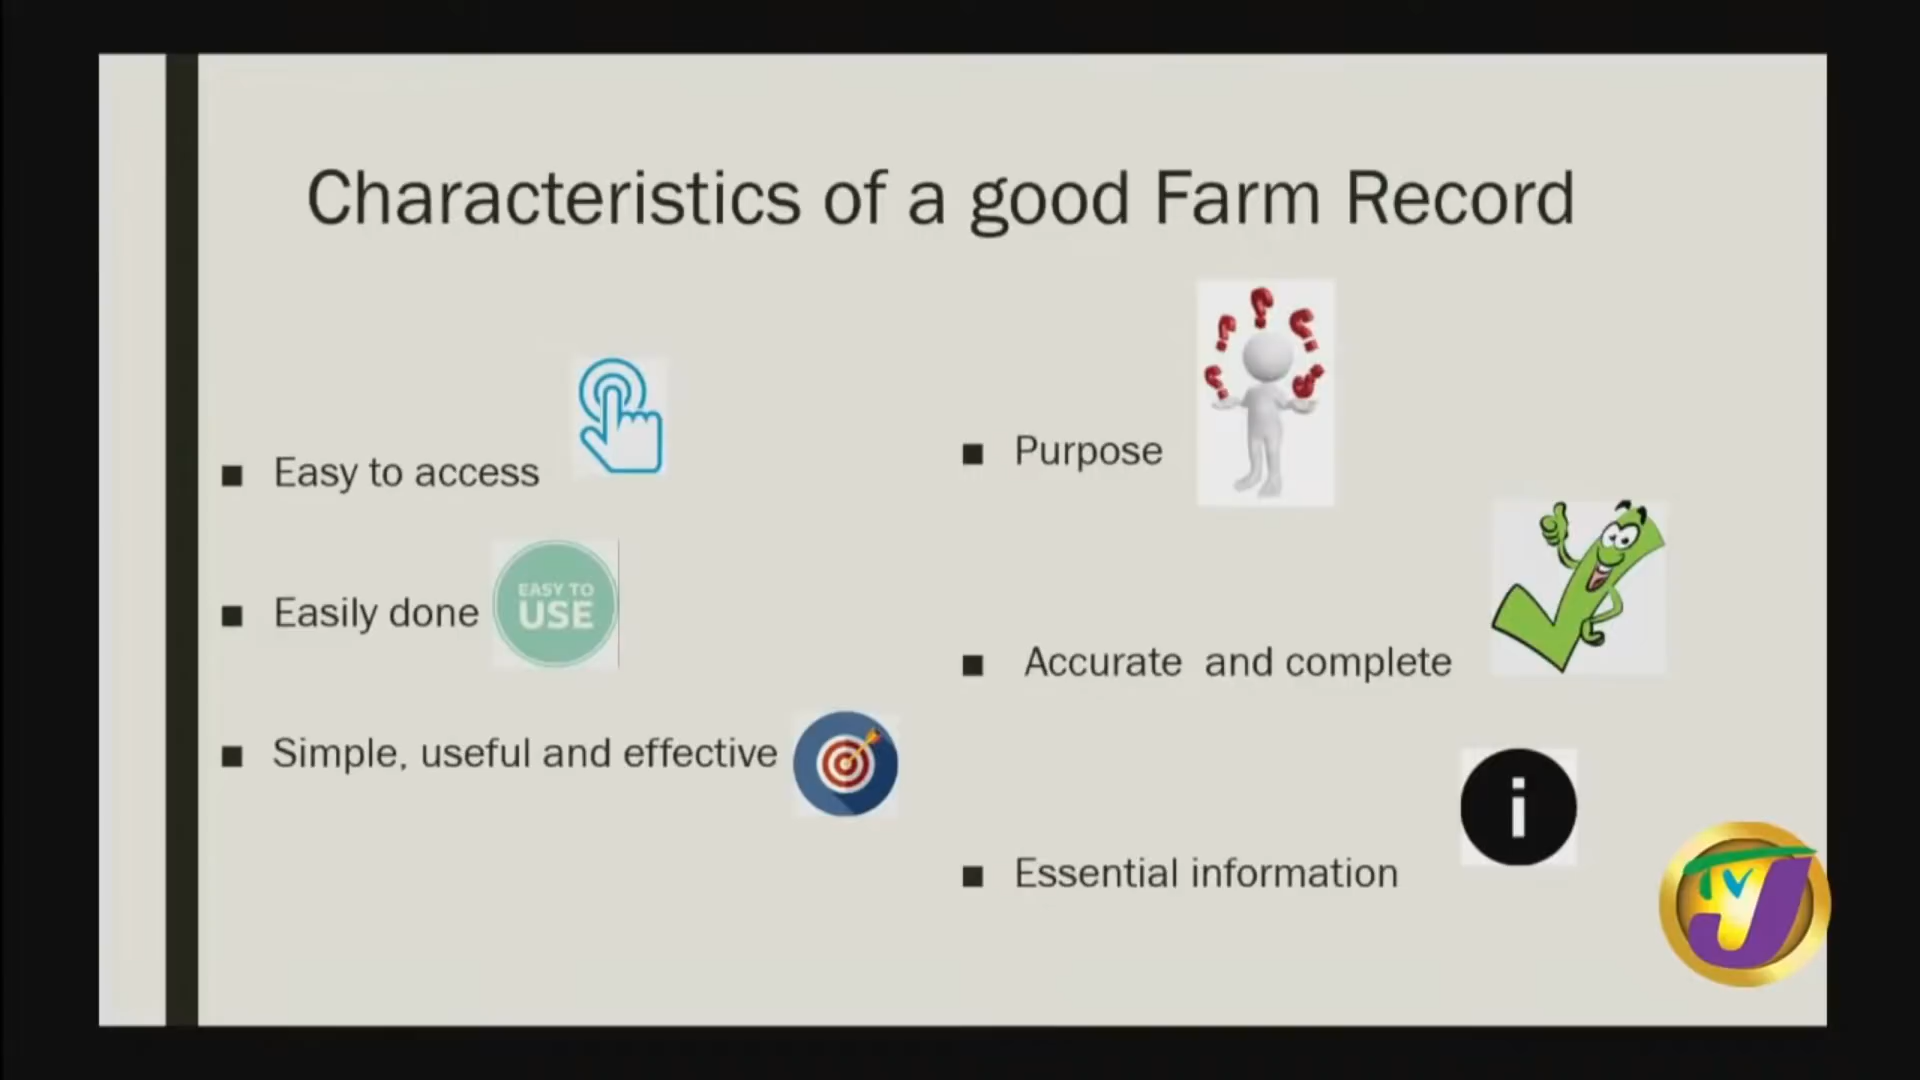 Characteristics of a good Farm Record
Easy to access
Easily done
EASY TO
USE
Simple, useful and effective
Purpose
Accurate and complete
Essential information
i
TVJ